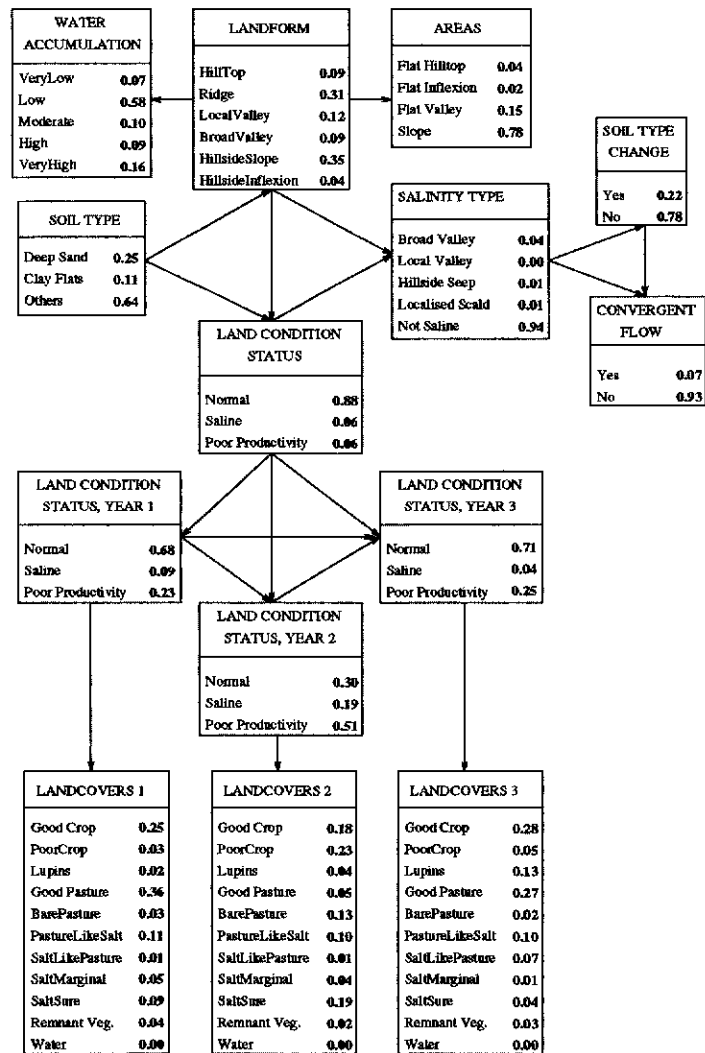 WATER
ACCUMULATION
VeryLow 0.07
Low 0.58
Moderate 0.10
High 0.09
VeryHigh 0.16
LANDFORM
HillTop 0.09
Ridge 0.31
LocalValley 0.12
BroadValley 0.09
HillsideSlope 0.35
HillsideInflexion 0.04
AREAS
Flat Hilltop 0.04
Flat Inflexion 0.02
Flat Valley 0.15
Slope 0.78
SOIL TYPE
CHANGE
Yes 0.22
No 0.78
SOIL TYPE
Deep Sand 0.25
Clay Flats 0.11
Others 0.64
SALINITY TYPE
Broad Valley 0.04
Local Valley 0.00
Hillside Seep 0.01
Localised Scald 0.01
Not Saline 0.94
CONVERGENT
FLOW
Yes 0.07
No 0.93
LAND CONDITION
STATUS
Normal 0.88
Saline 0.06
Poor Productivity 0.06
LAND CONDITION
STATUS, YEAR 1
Normal 0.68
Saline 0.09
Poor Productivity 0.23
LAND CONDITION
STATUS, YEAR 3
Normal 0.71
Saline 0.04
Poor Productivity 0.25
LAND CONDITION
STATUS, YEAR 2
Normal 0.30
Saline 0.19
Poor Productivity 0.51
LANDCOVERS 1
Good Crop 0.25
PoorCrop 0.03
Lupins 0.02
Good Pasture 0.36
BarePasture 0.03
PastureLikeSalt 0.11
SaltLikePasture 0.01
SaltMarginal 0.05
SaltSure 0.09
Remnant Veg. 0.04
Water 0.00
LANDCOVERS 2
Good Crop 0.18
PoorCrop 0.23
Lupins 0.04
Good Pasture 0.05
BarePasture 0.13
PastureLikeSalt 0.10
SaltLikePasture 0.01
SaltMarginal 0.04
SaltSure 0.19
Remnant Veg. 0.02
Water 0.00
LANDCOVERS 3
Good Crop 0.28
PoorCrop 0.05
Lupins 0.13
Good Pasture 0.27
BarePasture 0.02
PastureLikeSalt 0.10
SaltLikePasture 0.07
SaltMarginal 0.01
SaltSure 0.04
Remnant Veg. 0.03
Water 0.00